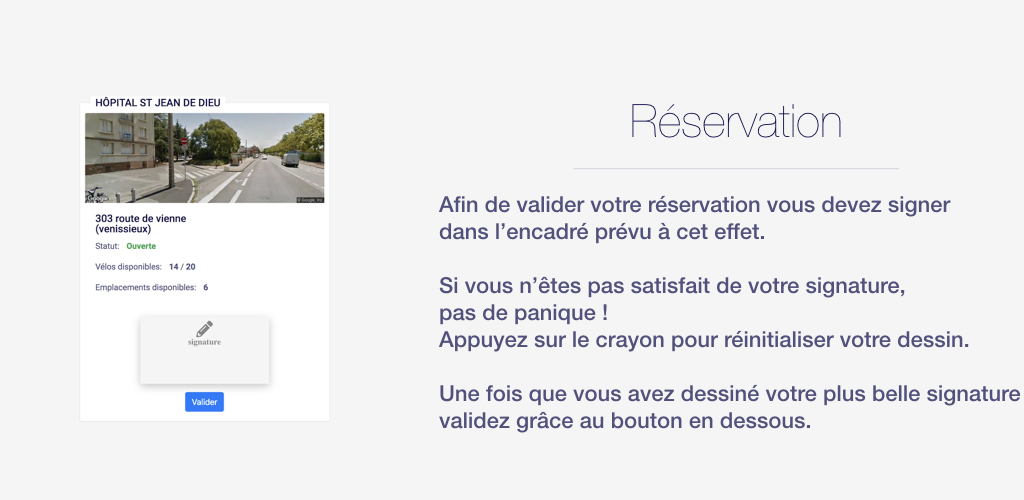 HÔPITAL ST JEAN DE DIEU
Google
© Google, Inc
303 route de vienne
(venissieux)
Statut: Ouverte
Vélos disponibles: 14 / 20
Emplacements disponibles: 6
signature
Valider
Réservation
Afin de valider votre réservation vous devez signer
dans l’encadré prévu à cet effet.
Si vous n’êtes pas satisfait de votre signature,
pas de panique !
Appuyez sur le crayon pour réinitialiser votre dessin.
Une fois que vous avez dessiné votre plus belle signature
validez grâce au bouton en dessous.